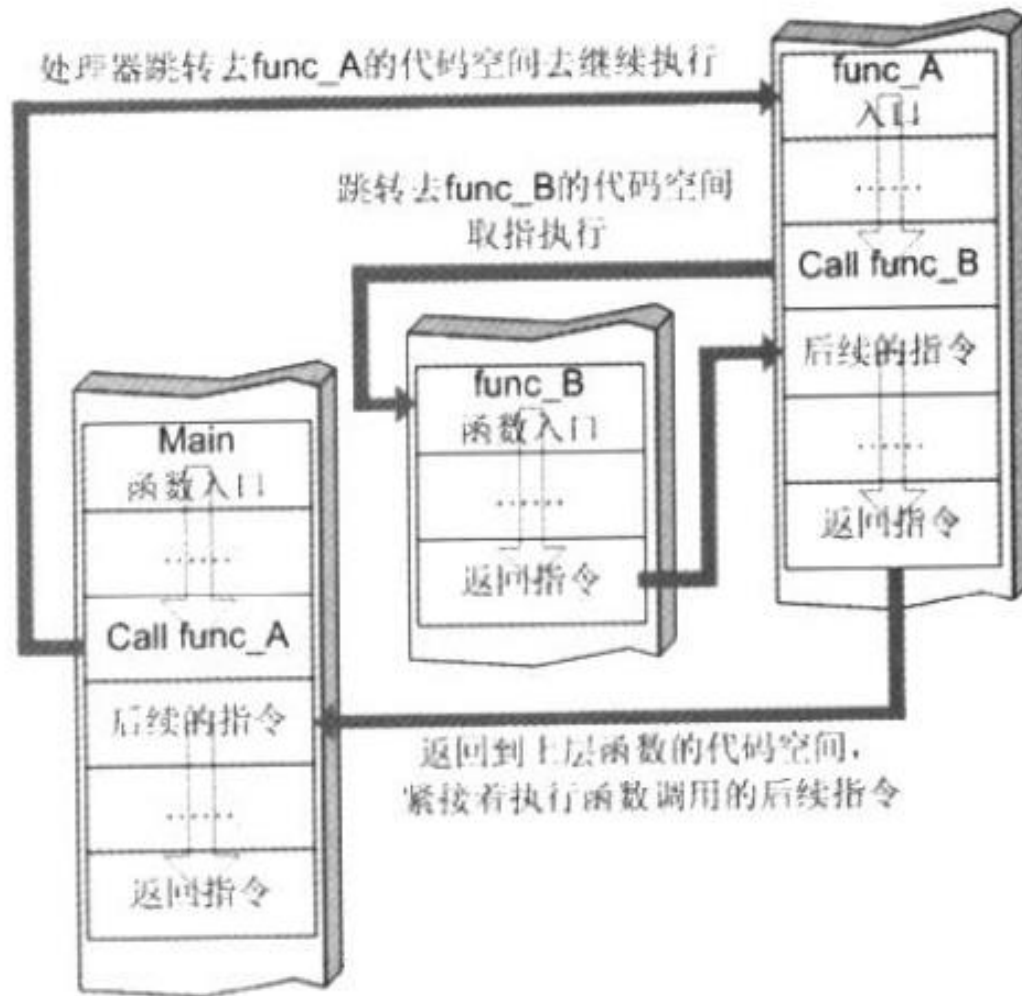 处理器跳转去func_A的代码空间去继续执行
func_A
入口
......
Call func_B
后续的指令
......
返回指令
跳转去func_B的代码空间
取指执行
func_B
函数入口
......
返回指令
Main
函数入口
......
Call func_A
后续的指令
......
返回指令
返回到上层函数的代码空间，
紧接着执行函数调用的后续指令